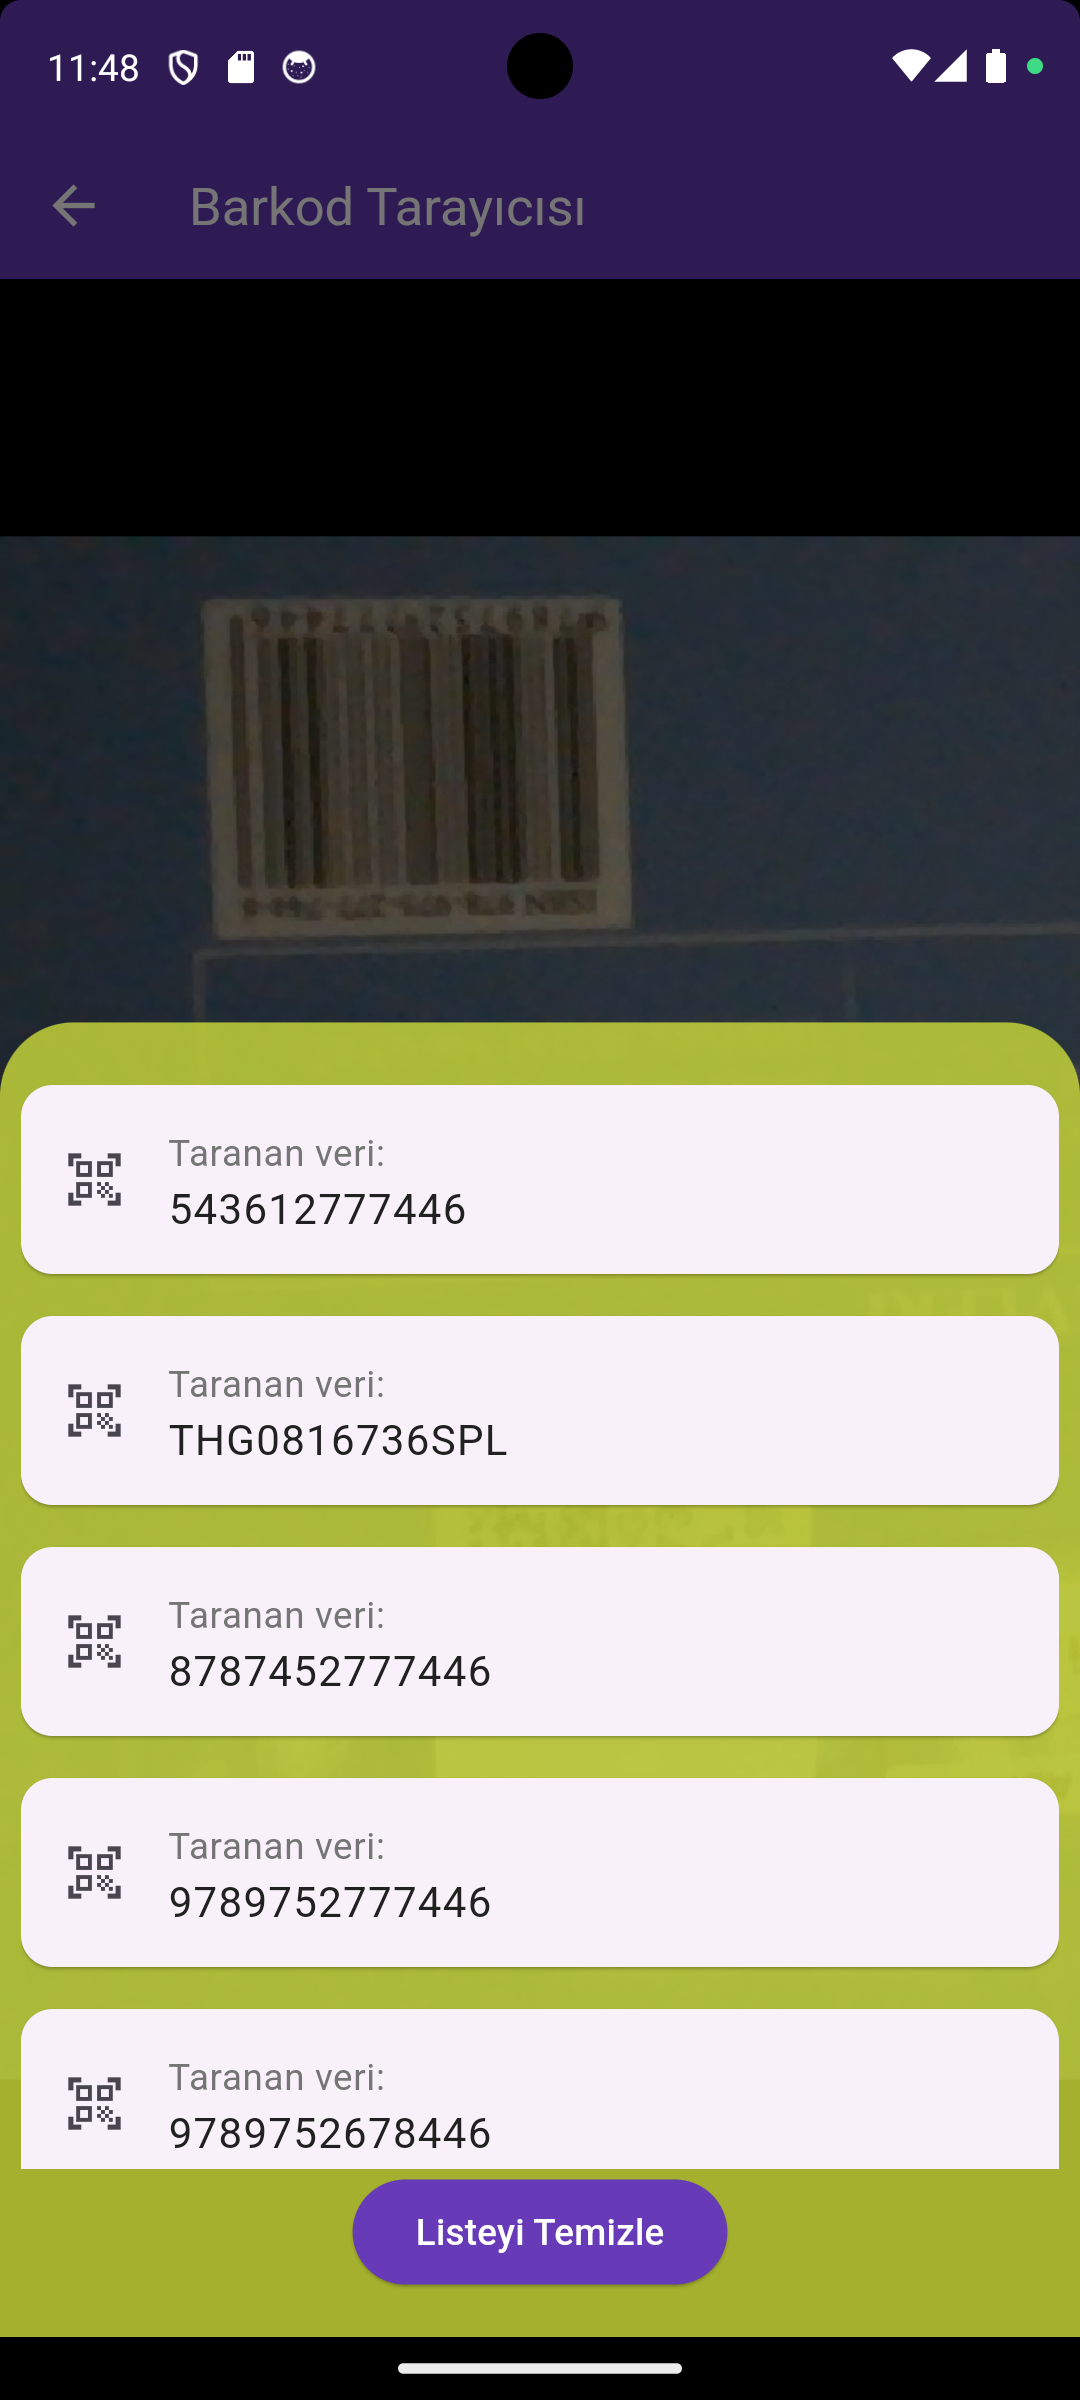 11:48
Barkod Tarayıcısı
Taranan veri:
543612777446
Taranan veri:
THG0816736SPL
Taranan veri:
8787452777446
Taranan veri:
9789752777446
Taranan veri:
9789752678446
Listeyi Temizle